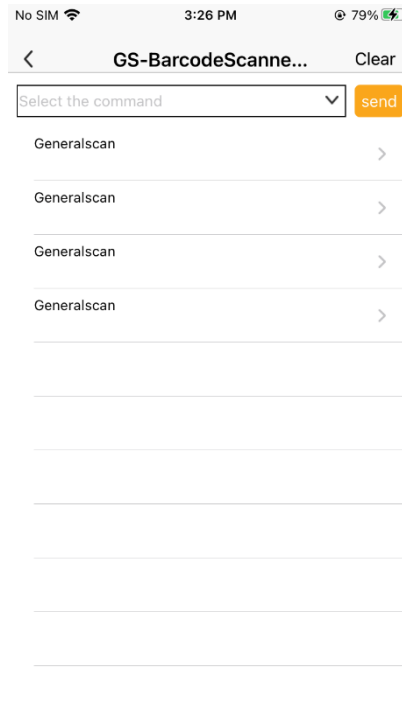 No SIM 3:26 PM 79%
GS-BarcodeScanne... Clear
Select the command send
Generalscan
Generalscan
Generalscan
Generalscan